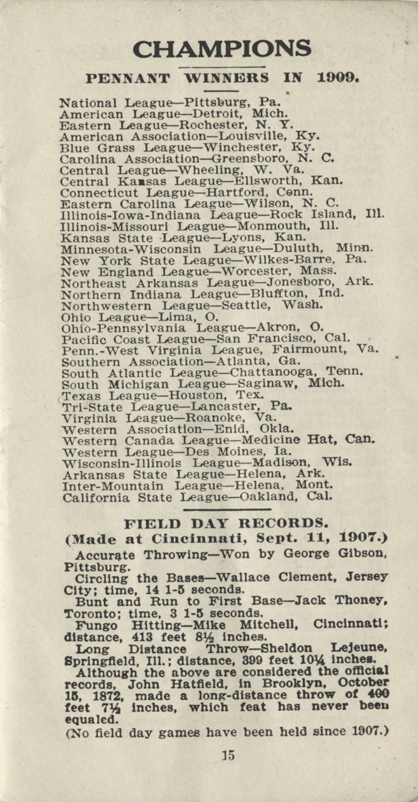 CHAMPIONS
PENNANT WINNERS IN 1909.
National League—Pittsburg, Pa.
American League—Detroit, Mich.
Eastern League—Rochester, N. Y.
American Association—Louisville, Ky.
Blue Grass League—Winchester, Ky.
Carolina Association—Greensboro, N. C.
Central League—Wheeling, W. Va.
Central Kansas League—Ellsworth, Kan.
Connecticut League—Hartford, Conn.
Eastern Carolina League—Wilson, N. C.
Illinois-Iowa-Indiana League—Rock Island, Ill.
Illinois-Missouri League—Monmouth, Ill.
Kansas State League—Lyons, Kan.
Minnesota-Wisconsin League—Duluth, Minn.
New York State League—Wilkes-Barre, Pa.
New England League—Worcester, Mass.
Northeast Arkansas League—Jonesboro, Ark.
Northern Indiana League—Bluffton, Ind.
Northwestern League—Seattle, Wash.
Ohio League—Lima, O.
Ohio-Pennsylvania League—Akron, O.
Pacific Coast League—San Francisco, Cal.
Penn.-West Virginia League, Fairmount, Va.
Southern Association—Atlanta, Ga.
South Atlantic League—Chattanooga, Tenn.
South Michigan League—Saginaw, Mich.
Texas League—Houston, Tex.
Tri-State League—Lancaster, Pa.
Virginia League—Roanoke, Va.
Western Association—Enid, Okla.
Western Canada League—Medicine Hat, Can.
Western League—Des Moines, Ia.
Wisconsin-Illinois League—Madison, Wis.
Arkansas State League—Helena, Ark.
Inter-Mountain League—Helena, Mont.
California State League—Oakland, Cal.
FIELD DAY RECORDS.
(Made at Cincinnati, Sept. 11, 1907.)
Accurate Throwing—Won by George Gibson,
Pittsburg.
Circling the Bases—Wallace Clement, Jersey
City; time, 14 1-5 seconds.
Bunt and Run to First Base—Jack Thoney,
Toronto; time, 3 1-5 seconds.
Fungo Hitting—Mike Mitchell, Cincinnati;
distance, 413 feet 8½ inches.
Long Distance Throw—Sheldon Lejeune,
Springfield, Ill.; distance, 399 feet 10¼ inches.
Although the above are considered the official
records, John Hatfield, in Brooklyn, October
15, 1872, made a long-distance throw of 400
feet 7½ inches, which feat has never been
equaled.
(No field day games have been held since 1907.)
15